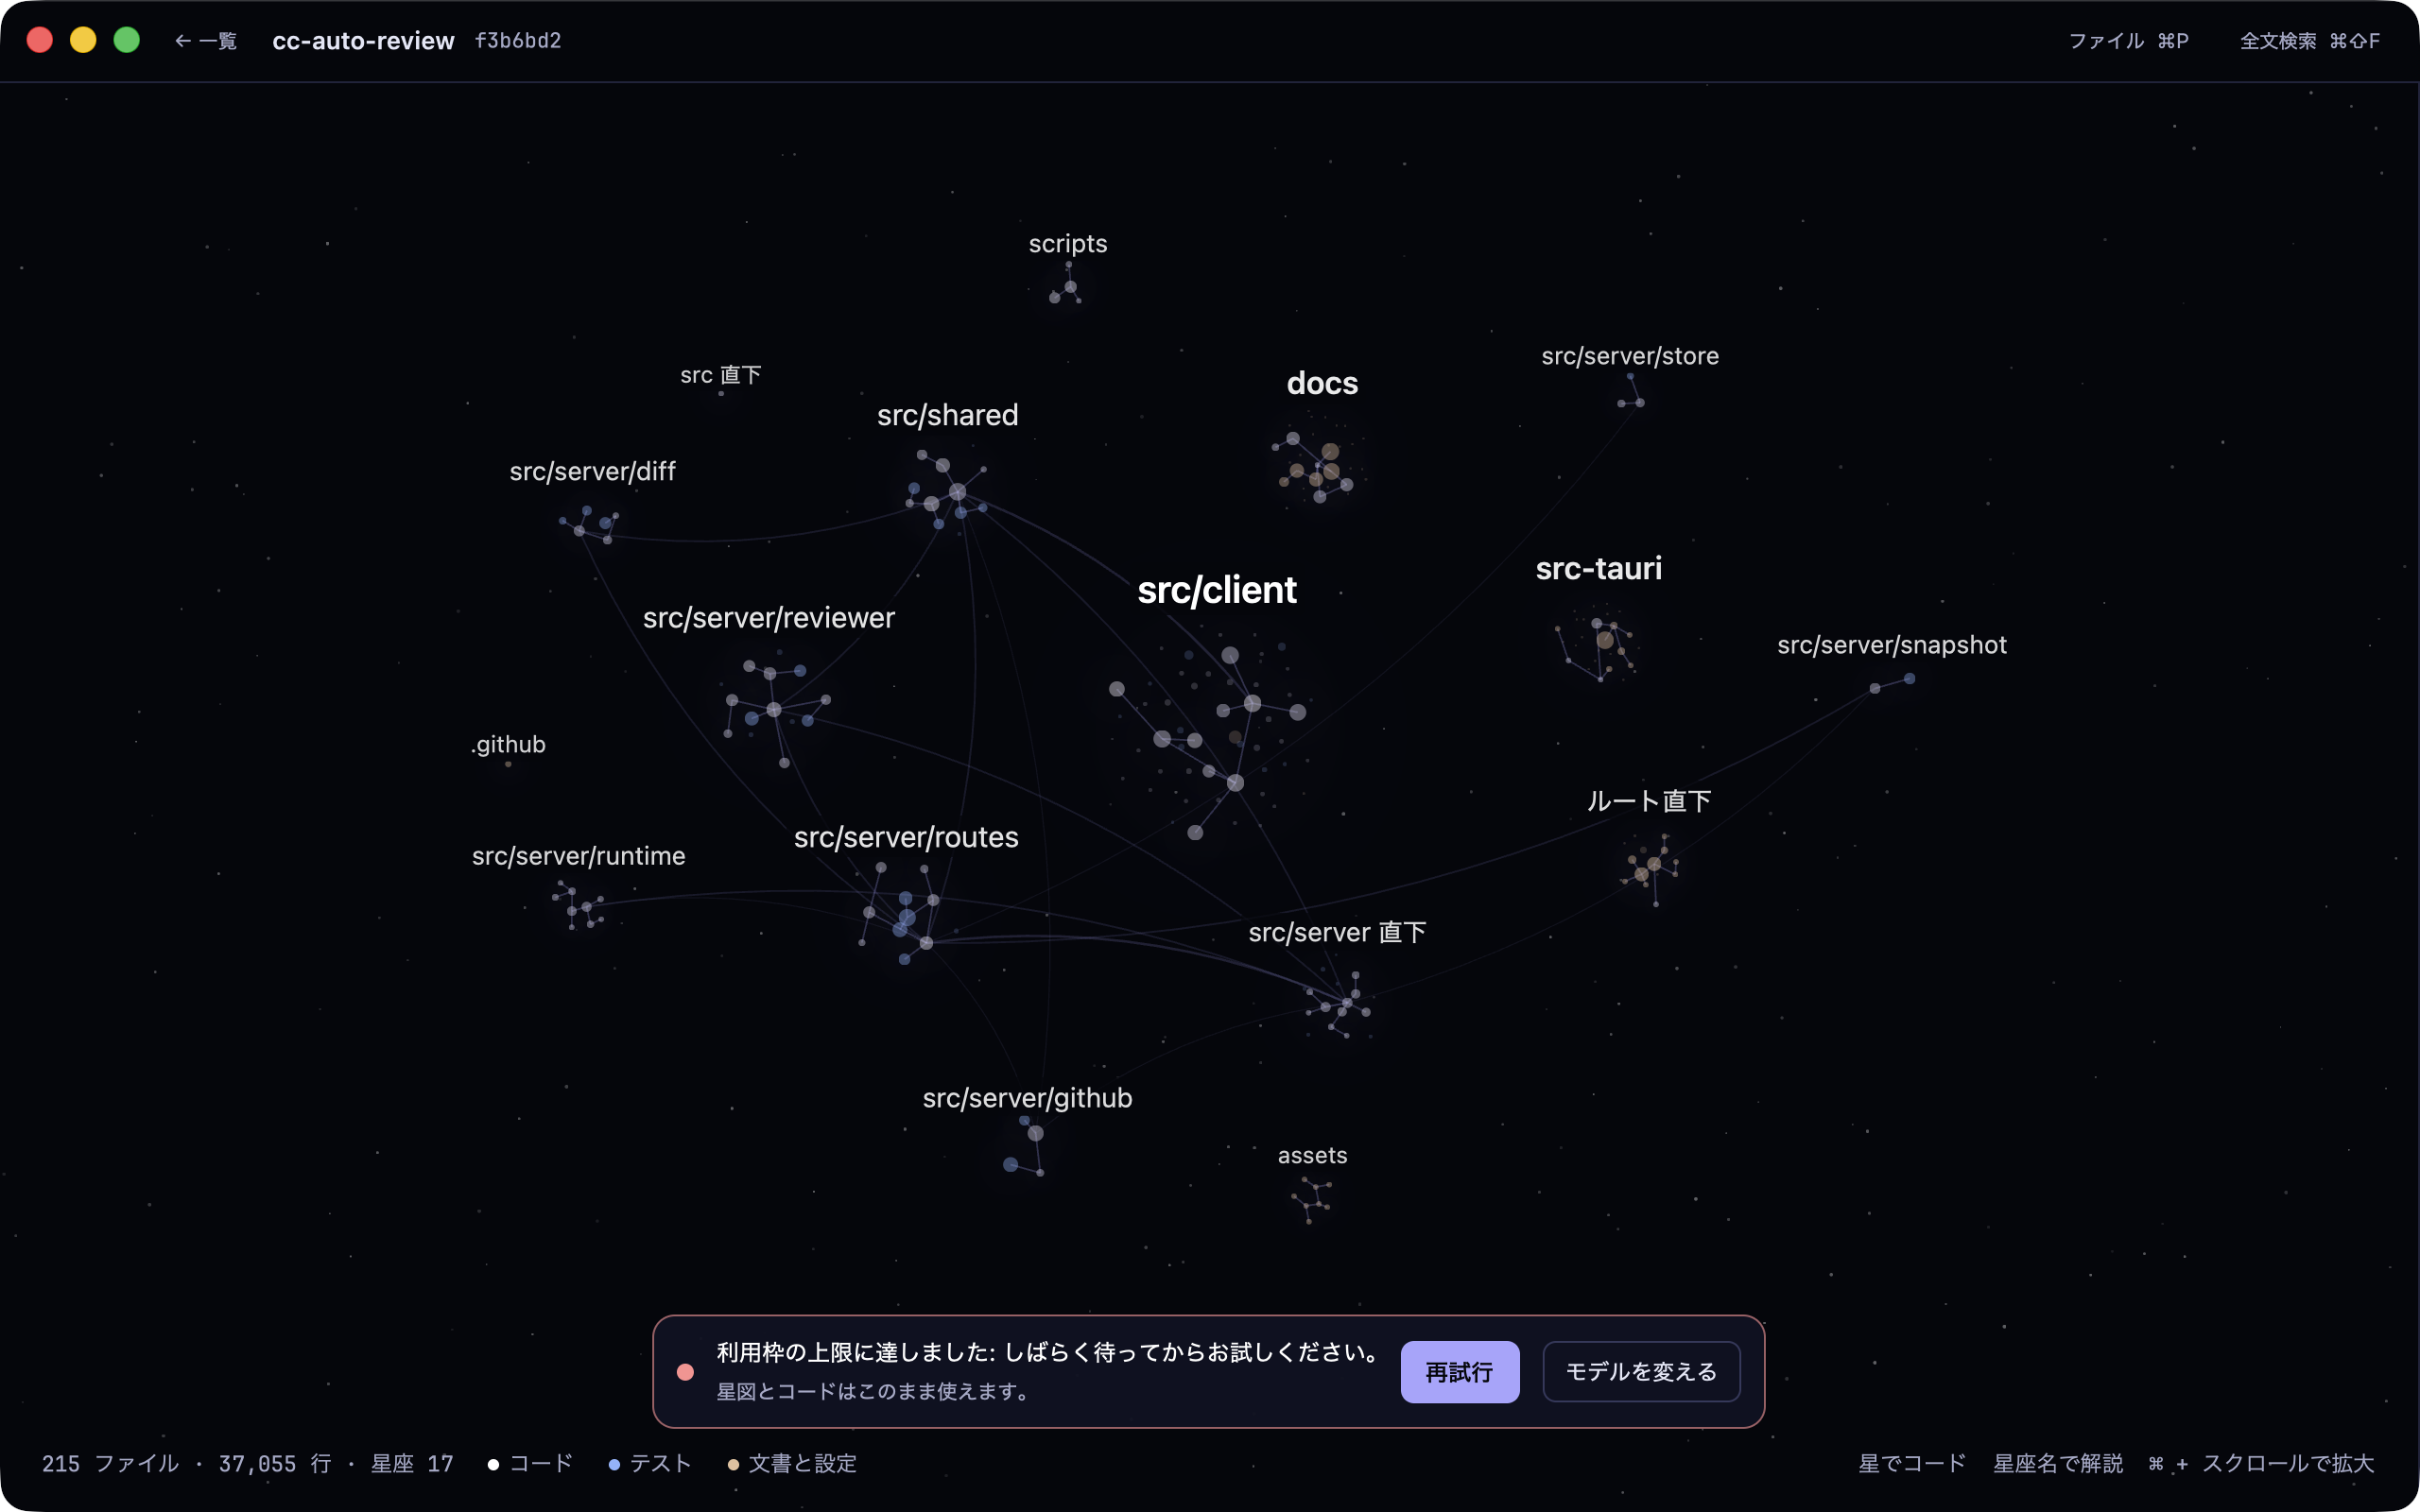 ← 一覧 cc-auto-review f3b6bd2 ファイル ⌘P 全文検索 ⌘⇧F
scripts
src/server/store
src 直下
docs
src/shared
src/server/diff
src-tauri
src/client
src/server/reviewer
src/server/snapshot
.github
ルート直下
src/server/routes
src/server/runtime
src/server 直下
src/server/github
assets
利用枠の上限に達しました: しばらく待ってからお試しください。
星図とコードはこのまま使えます。
再試行
モデルを変える
215 ファイル · 37,055 行 · 星座 17 コード テスト 文書と設定 星でコード 星座名で解説 ⌘ + スクロールで拡大